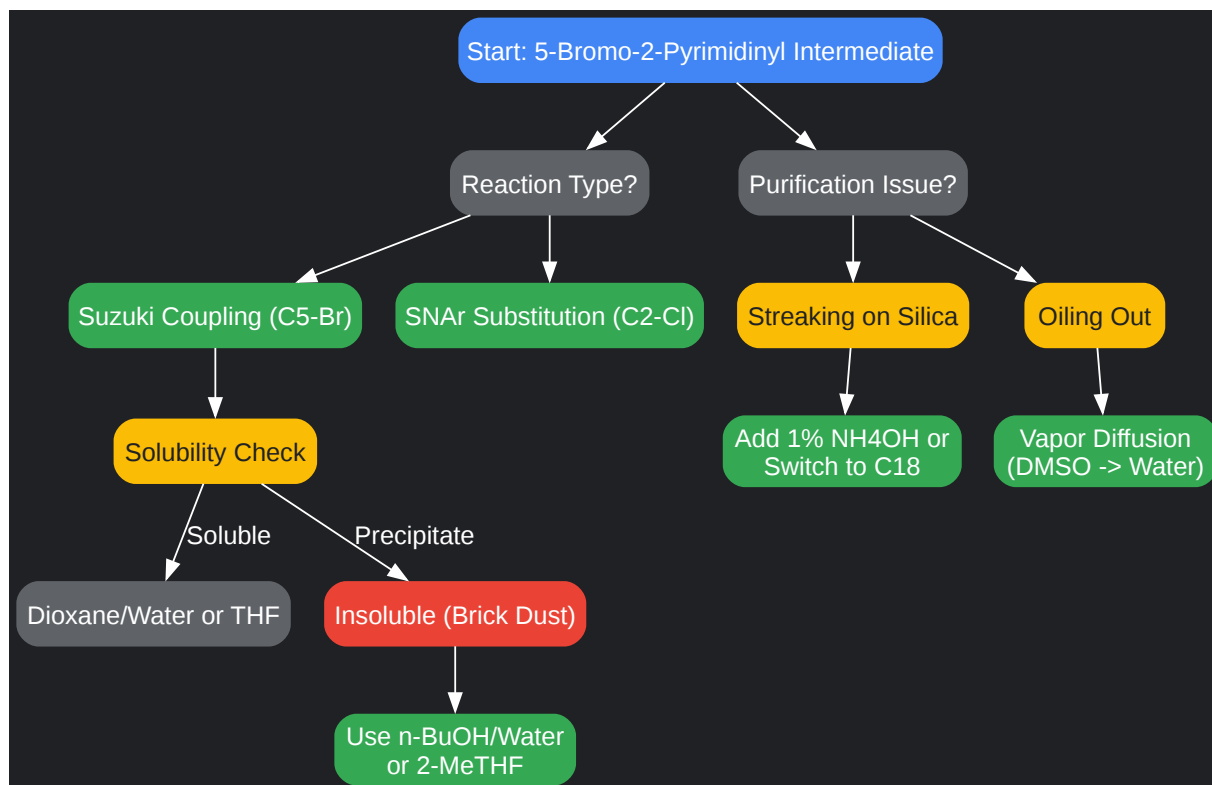 Start: 5-Bromo-2-Pyrimidinyl Intermediate
Reaction Type?
Purification Issue?
Suzuki Coupling (C5-Br)
SNAr Substitution (C2-Cl)
Streaking on Silica
Oiling Out
Solubility Check
Add 1% NH4OH or
Switch to C18
Vapor Diffusion
(DMSO -> Water)
Soluble
Precipitate
Dioxane/Water or THF
Insoluble (Brick Dust)
Use n-BuOH/Water
or 2-MeTHF